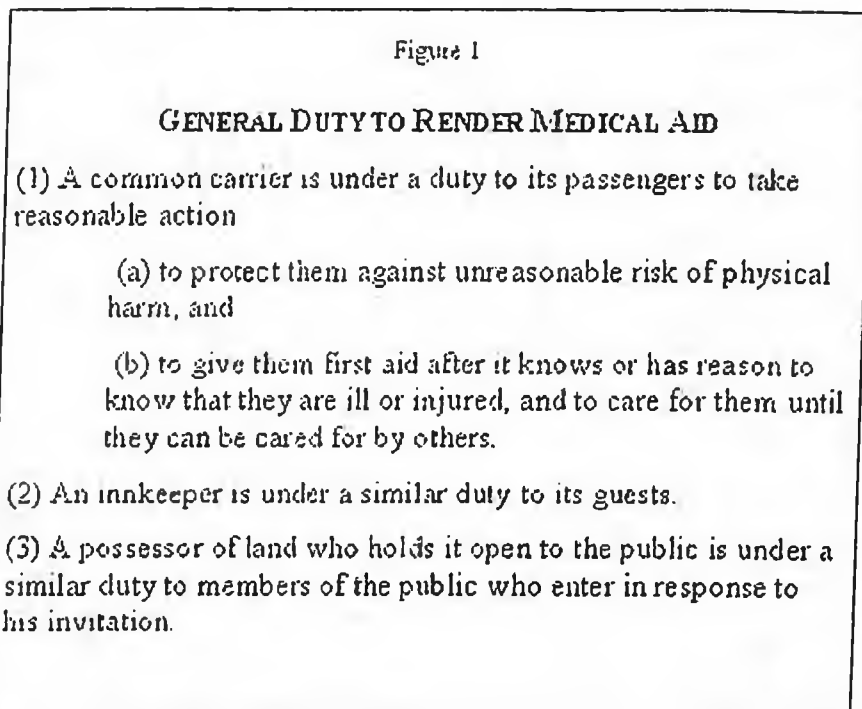 Figure 1
GENERAL DUTY TO RENDER MEDICAL AID
(1) A common carrier is under a duty to its passengers to take
reasonable action
(a) to protect them against unreasonable risk of physical
harm, and
(b) to give them first aid after it knows or has reason to
know that they are ill or injured, and to care for them until
they can be cared for by others.
(2) An innkeeper is under a similar duty to its guests.
(3) A possessor of land who holds it open to the public is under a
similar duty to members of the public who enter in response to
his invitation.